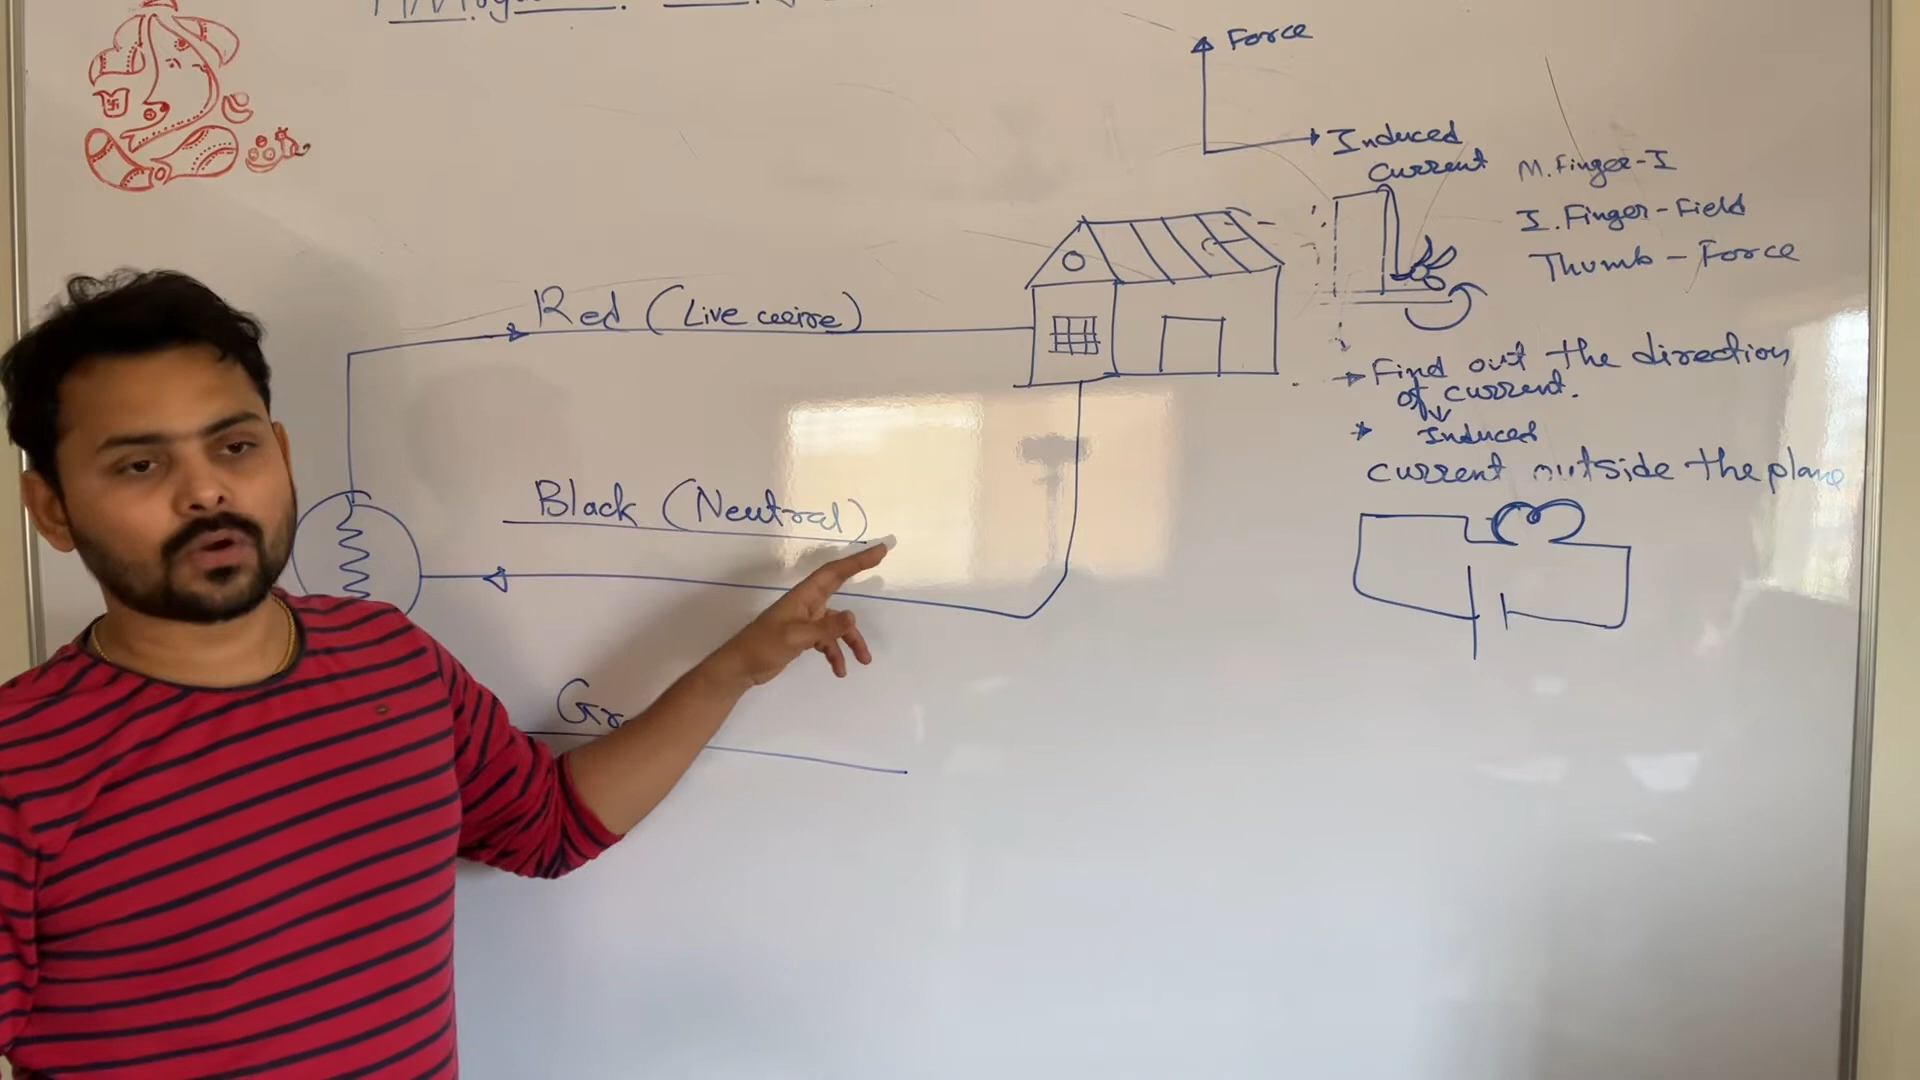 Force
Induced
current
M. Finger-I
I. Finger-Field
Thumb - Force
Red (Live wire)
Find out the direction
of current.
Induced
current outside the plane
Black (Neutral)
Gr